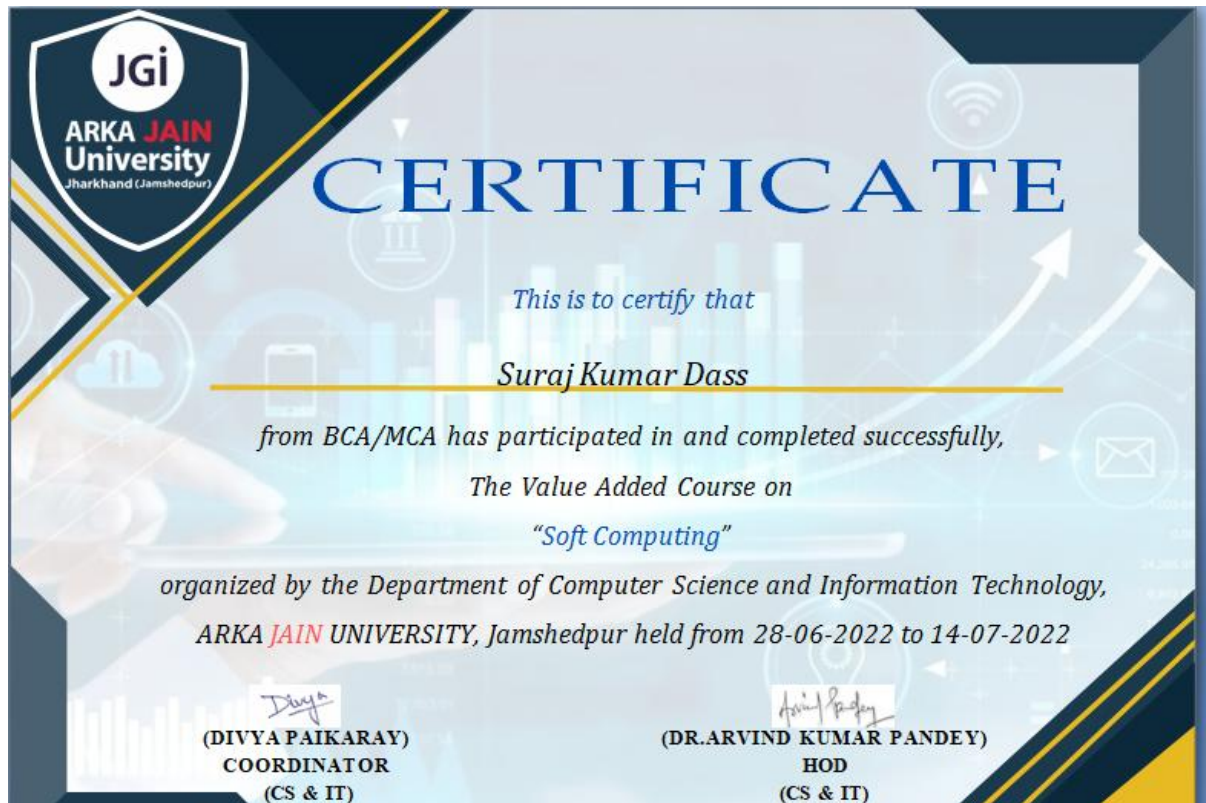 JGi
ARKA JAIN
University
Jharkhand (Jamshedpur)
CERTIFICATE
This is to certify that
Suraj Kumar Dass
from BCA/MCA has participated in and completed successfully,
The Value Added Course on
“Soft Computing”
organized by the Department of Computer Science and Information Technology,
ARKA JAIN UNIVERSITY, Jamshedpur held from 28-06-2022 to 14-07-2022
Divya
Arvind Pandey
(DIVYA PAIKARAY)
(DR.ARVIND KUMAR PANDEY)
COORDINATOR
HOD
(CS & IT)
(CS & IT)